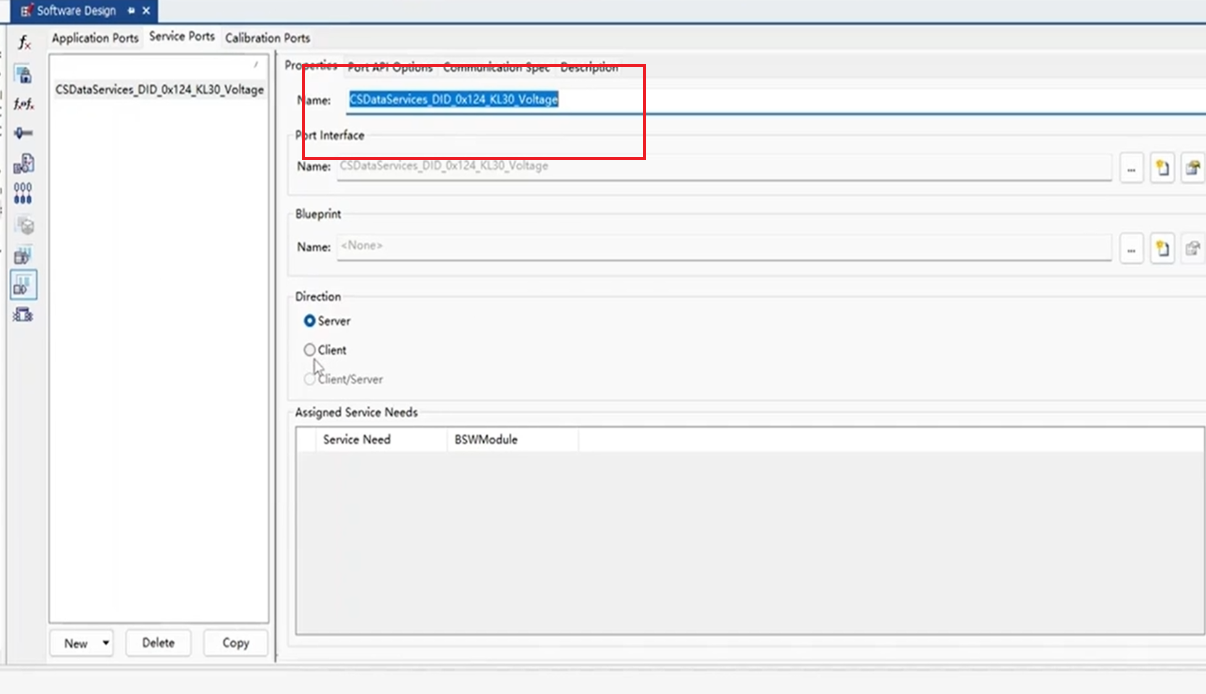 Software Design
Application Ports Service Ports Calibration Ports
CSDataServices_DID_0x124_KL30_Voltage
Properties Port API Options Communication Spec Description
Name: CSDataServices_DID_0x124_KL30_Voltage
Port Interface
Name: CSDataServices_DID_0x124_KL30_Voltage ...
Blueprint
Name: <None> ...
Direction
Server
Client
Client/Server
Assigned Service Needs
Service Need BSWModule
New Delete Copy